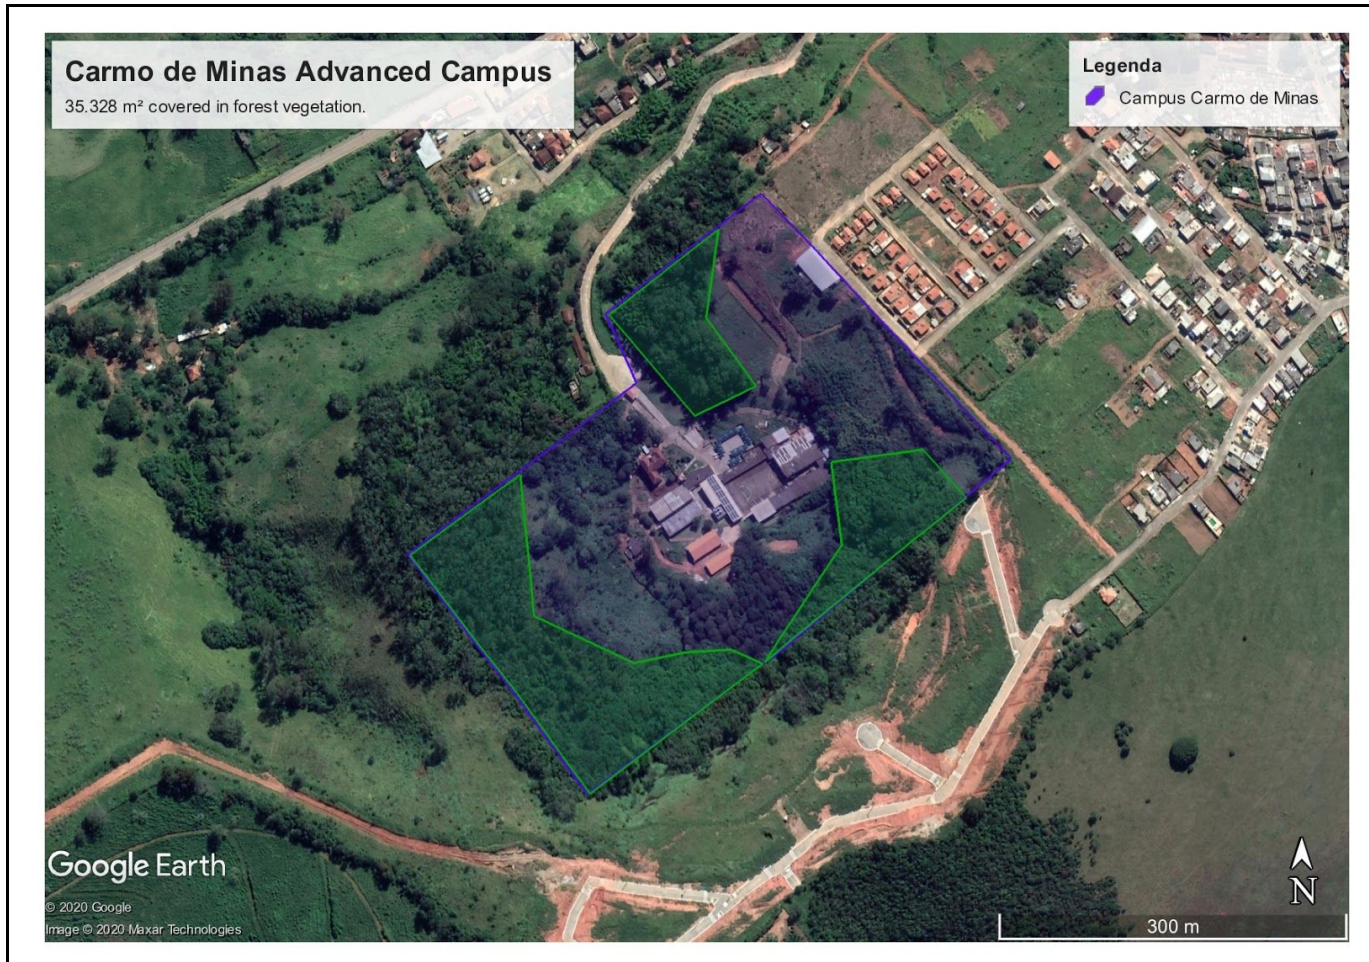 Carmo de Minas Advanced Campus
35.328 m² covered in forest vegetation.
Legenda
Campus Carmo de Minas
Google Earth
© 2020 Google
Image © 2020 Maxar Technologies
N
300 m